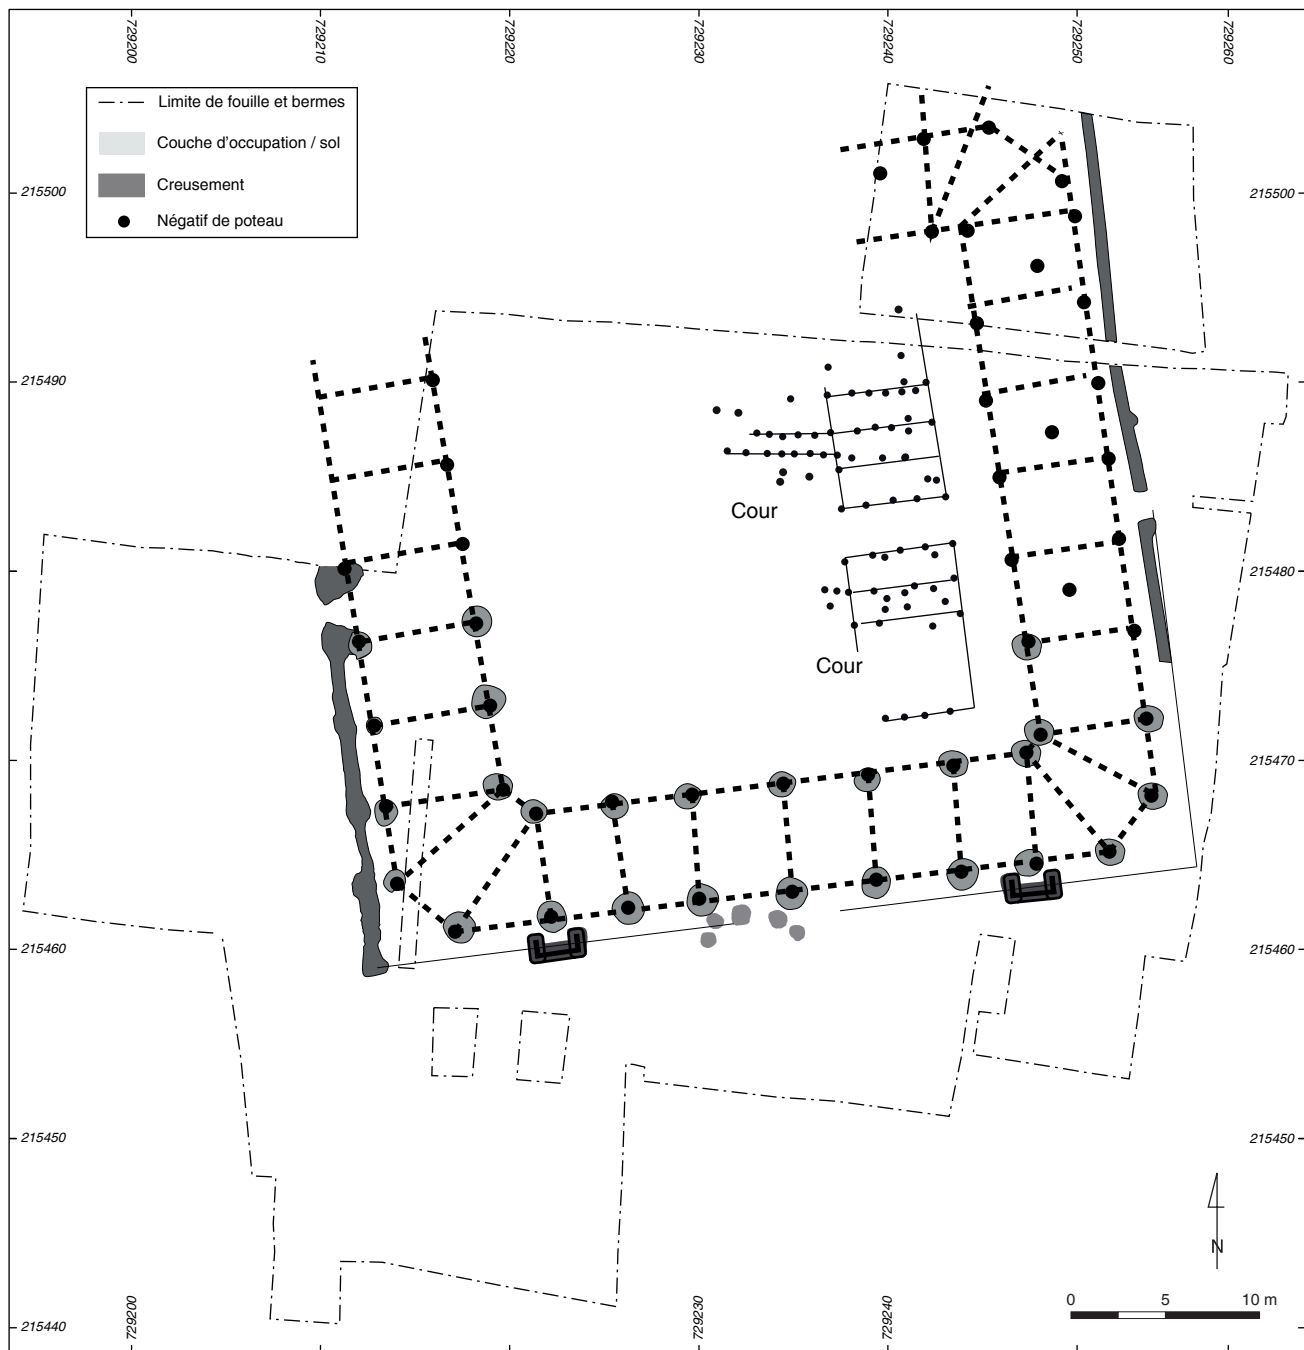 729200
729210
729220
729230
729240
729250
729260
Limite de fouille et bermes
Couche d'occupation / sol
Creusement
Négatif de poteau
215500
215500
215490
Cour
215480
215480
Cour
215470
215470
215460
215460
215450
215450
N
0 5 10 m
215440
729200
729230
729240